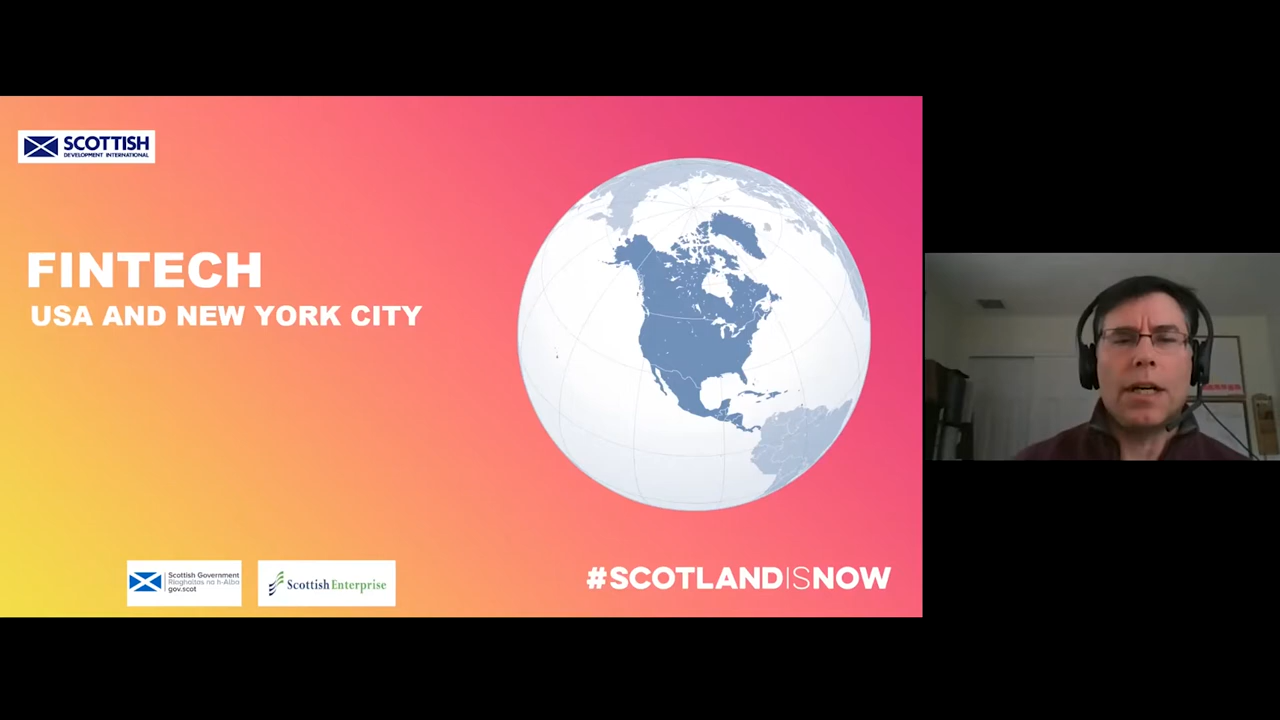 SCOTTISH
DEVELOPMENT INTERNATIONAL
FINTECH
USA AND NEW YORK CITY
Scottish Government
Riaghaltas na h-Alba
gov.scot
Scottish Enterprise
#SCOTLANDISNOW